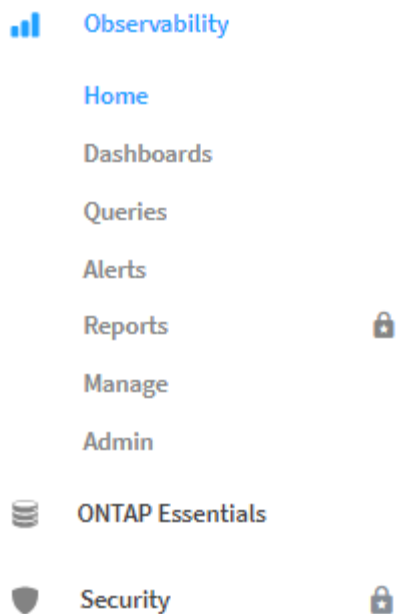 Observability
Home
Dashboards
Queries
Alerts
Reports
Manage
Admin
ONTAP Essentials
Security